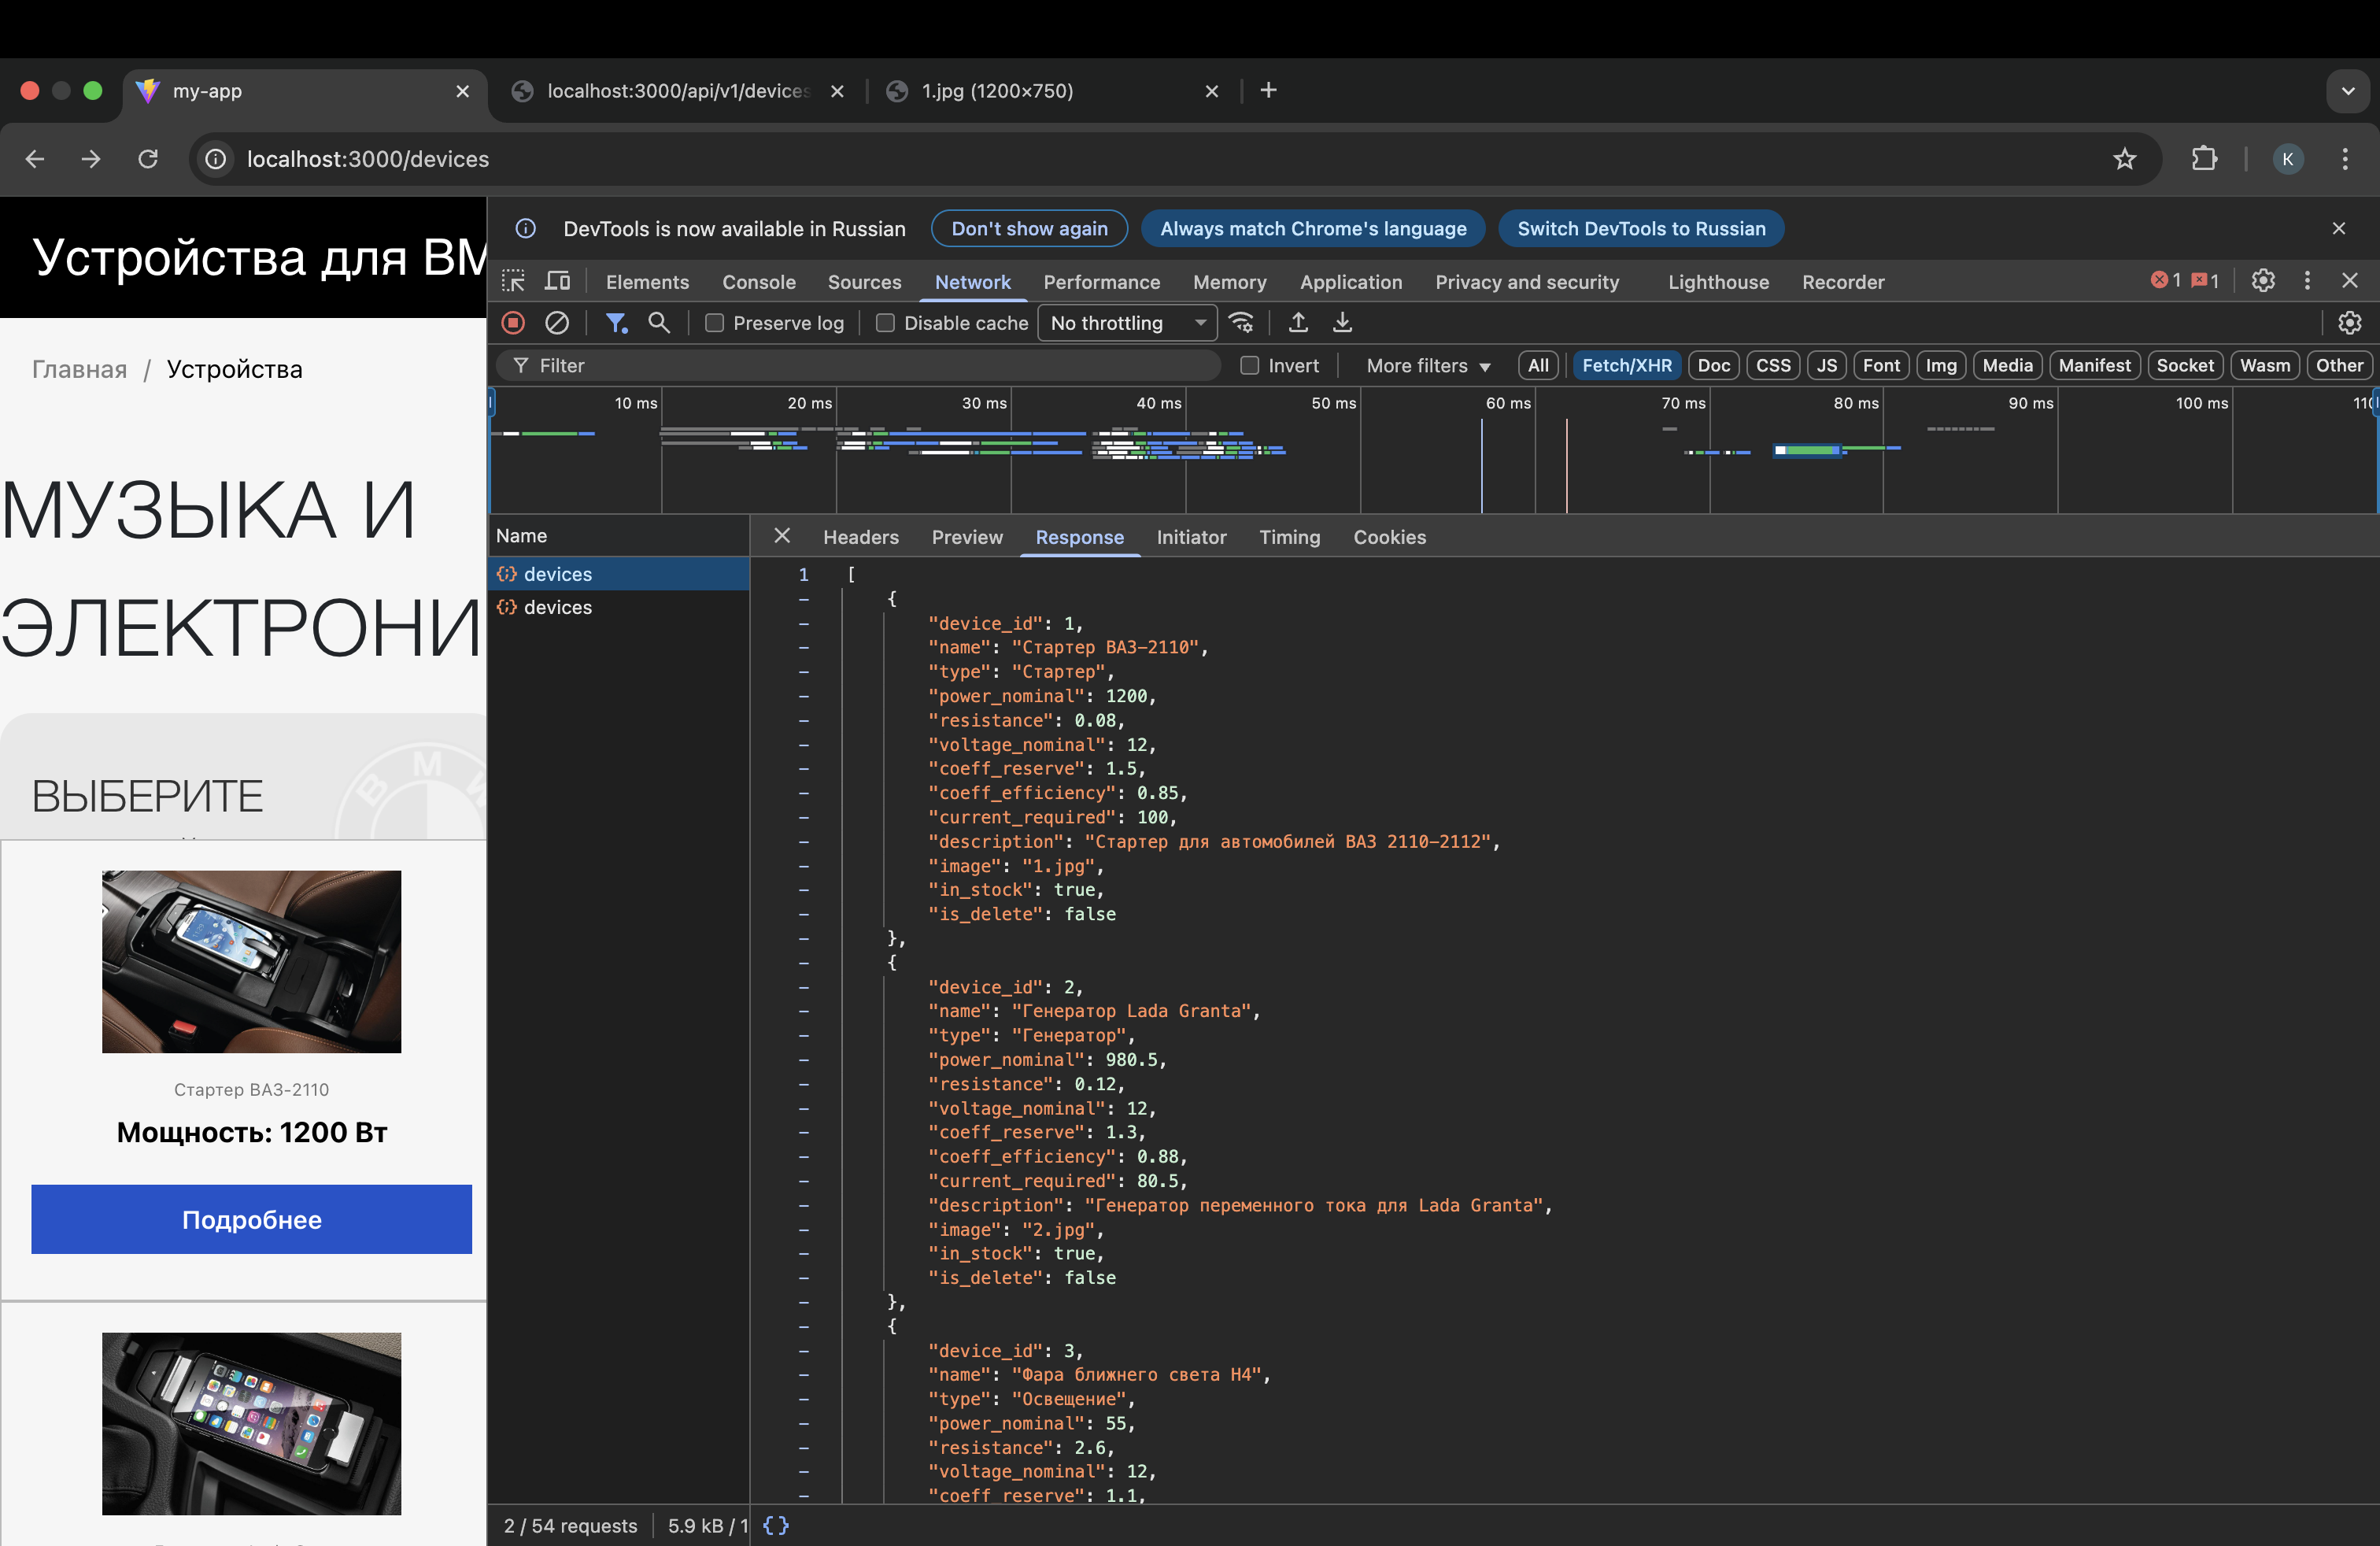 my-app
localhost:3000/api/v1/devices
1.jpg (1200×750)
localhost:3000/devices
K
Устройства для BM
Главная / Устройства
МУЗЫКА И
ЭЛЕКТРОНИ
ВЫБЕРИТЕ
B M W
Стартер ВАЗ-2110
Мощность: 1200 Вт
Подробнее
DevTools is now available in Russian
Don't show again
Always match Chrome's language
Switch DevTools to Russian
Elements Console Sources Network Performance Memory Application Privacy and security Lighthouse Recorder
1 1
Preserve log
Disable cache
No throttling
Filter
Invert
More filters
All Fetch/XHR Doc CSS JS Font Img Media Manifest Socket Wasm Other
10 ms 20 ms 30 ms 40 ms 50 ms 60 ms 70 ms 80 ms 90 ms 100 ms 110
Name
devices
devices
Headers Preview Response Initiator Timing Cookies
1 [
{
"device_id": 1,
"name": "Стартер ВАЗ-2110",
"type": "Стартер",
"power_nominal": 1200,
"resistance": 0.08,
"voltage_nominal": 12,
"coeff_reserve": 1.5,
"coeff_efficiency": 0.85,
"current_required": 100,
"description": "Стартер для автомобилей ВАЗ 2110-2112",
"image": "1.jpg",
"in_stock": true,
"is_delete": false
},
{
"device_id": 2,
"name": "Генератор Lada Granta",
"type": "Генератор",
"power_nominal": 980.5,
"resistance": 0.12,
"voltage_nominal": 12,
"coeff_reserve": 1.3,
"coeff_efficiency": 0.88,
"current_required": 80.5,
"description": "Генератор переменного тока для Lada Granta",
"image": "2.jpg",
"in_stock": true,
"is_delete": false
},
{
"device_id": 3,
"name": "Фара ближнего света H4",
"type": "Освещение",
"power_nominal": 55,
"resistance": 2.6,
"voltage_nominal": 12,
"coeff_reserve": 1.1,
2 / 54 requests
5.9 kB / 1
{}